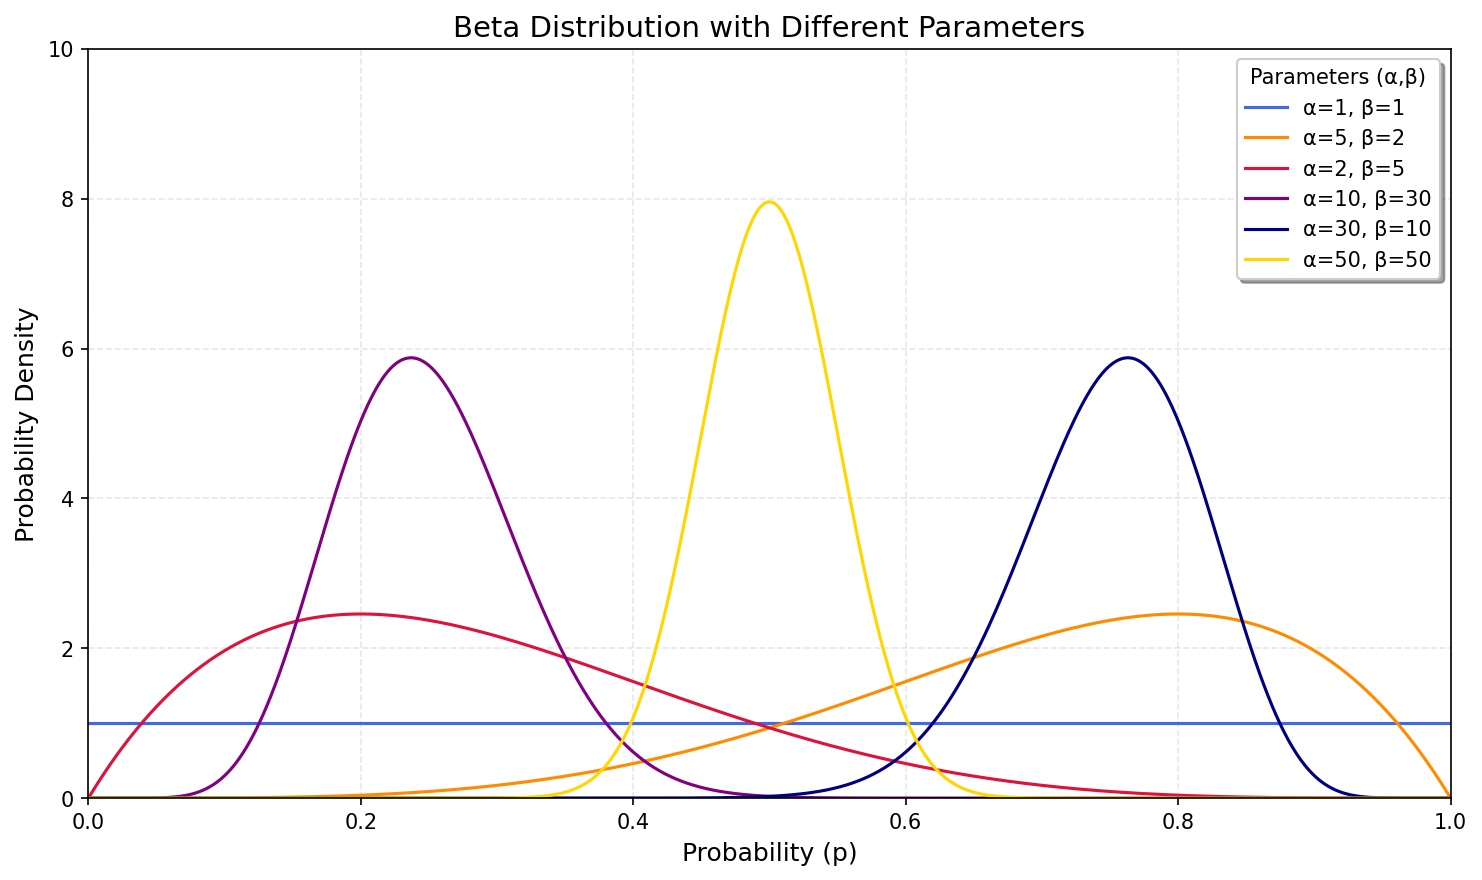 Beta Distribution with Different Parameters
Probability Density
10
8
6
4
2
0
0.0 0.2 0.4 0.6 0.8 1.0
Probability (p)
Parameters (α,β)
α=1, β=1
α=5, β=2
α=2, β=5
α=10, β=30
α=30, β=10
α=50, β=50